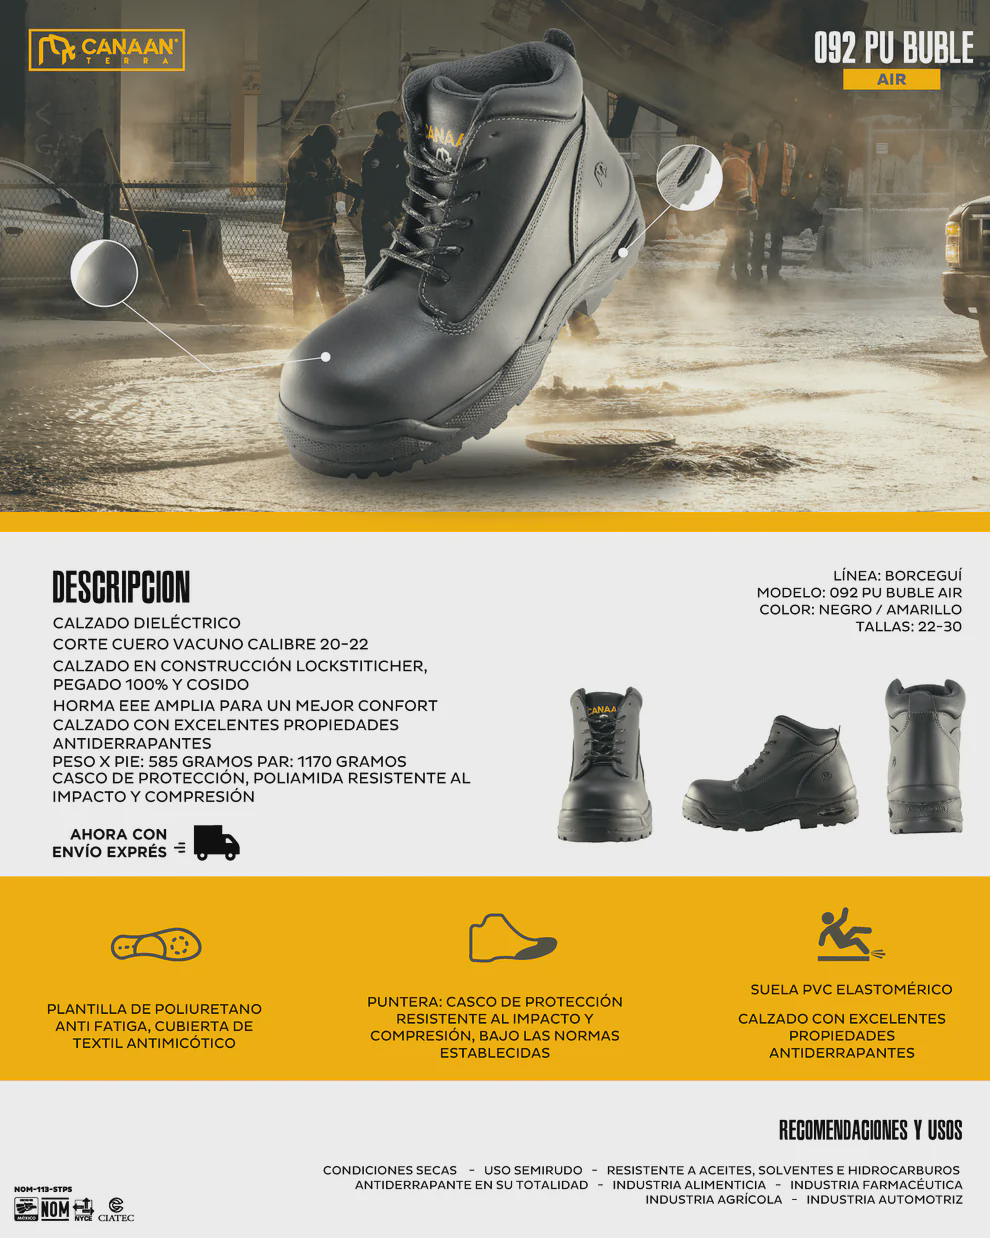 CANAAN®
TERRA
092 PU BUBLE
AIR
CANAA
DESCRIPCION
CALZADO DIELÉCTRICO
CORTE CUERO VACUNO CALIBRE 20-22
CALZADO EN CONSTRUCCIÓN LOCKSTITICHER,
PEGADO 100% Y COSIDO
HORMA EEE AMPLIA PARA UN MEJOR CONFORT
CALZADO CON EXCELENTES PROPIEDADES
ANTIDERRAPANTES
PESO X PIE: 585 GRAMOS PAR: 1170 GRAMOS
CASCO DE PROTECCIÓN, POLIAMIDA RESISTENTE AL
IMPACTO Y COMPRESIÓN
AHORA CON
ENVÍO EXPRÉS
LÍNEA: BORCEGUÍ
MODELO: 092 PU BUBLE AIR
COLOR: NEGRO / AMARILLO
TALLAS: 22-30
CANAA
PLANTILLA DE POLIURETANO
ANTI FATIGA, CUBIERTA DE
TEXTIL ANTIMICÓTICO
PUNTERA: CASCO DE PROTECCIÓN
RESISTENTE AL IMPACTO Y
COMPRESIÓN, BAJO LAS NORMAS
ESTABLECIDAS
SUELA PVC ELASTOMÉRICO
CALZADO CON EXCELENTES
PROPIEDADES
ANTIDERRAPANTES
RECOMENDACIONES Y USOS
CONDICIONES SECAS - USO SEMIRUDO - RESISTENTE A ACEITES, SOLVENTES E HIDROCARBUROS
ANTIDERRAPANTE EN SU TOTALIDAD - INDUSTRIA ALIMENTICIA - INDUSTRIA FARMACÉUTICA
INDUSTRIA AGRÍCOLA - INDUSTRIA AUTOMOTRIZ
NOM-113-STPS
MÉXICO NOM NYCE CIATEC